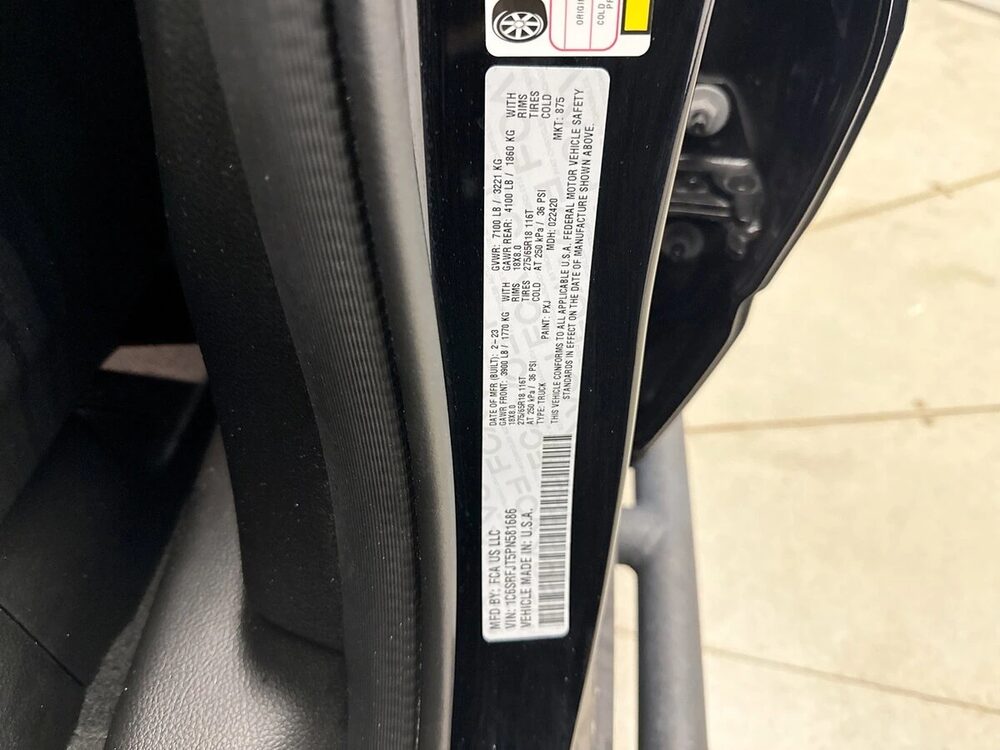 ORIGIN
COLD
MFD BY: FCA US LLC
VIN: 1C6SRFJT5PN581686
VEHICLE MADE IN: U.S.A.
DATE OF MFR (BUILT): 2-23 GVWR: 7100 LB / 3221 KG
GAWR FRONT: 3900 LB / 1770 KG WITH GAWR REAR: 4100 LB / 1860 KG WITH
18X8.0 RIMS 18X8.0 RIMS
275/65R18 116T TIRES 275/65R18 116T TIRES
AT 250 kPa / 36 PSI COLD AT 250 kPa / 36 PSI COLD
TYPE: TRUCK PAINT: PXJ MDH: 022420 MKT: 875
THIS VEHICLE CONFORMS TO ALL APPLICABLE U.S.A. FEDERAL MOTOR VEHICLE SAFETY
STANDARDS IN EFFECT ON THE DATE OF MANUFACTURE SHOWN ABOVE.